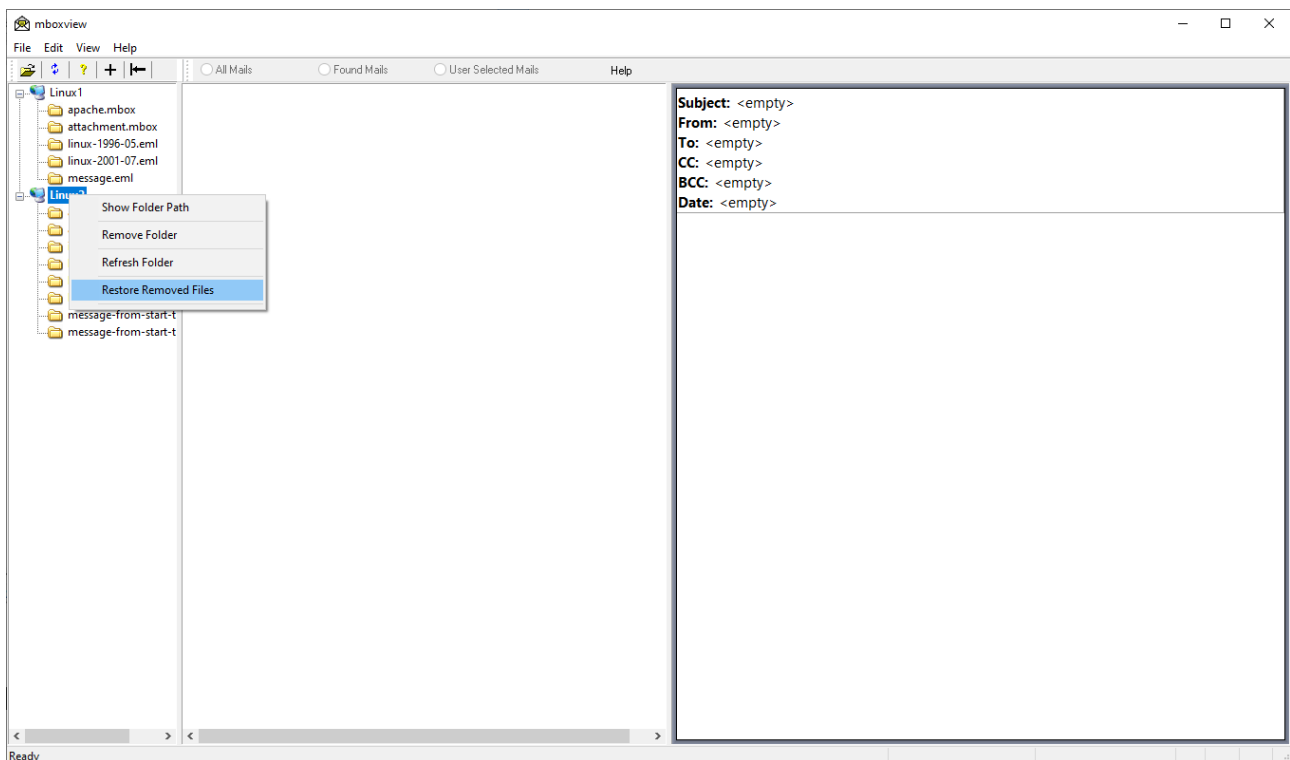 mboxview
File Edit View Help
? All Mails Found Mails User Selected Mails Help
Linux1
apache.mbox
attachment.mbox
linux-1996-05.eml
linux-2001-07.eml
message.eml
Show Folder Path
Remove Folder
Refresh Folder
Restore Removed Files
message-from-start-t
message-from-start-t
Subject: <empty>
From: <empty>
To: <empty>
CC: <empty>
BCC: <empty>
Date: <empty>
Ready